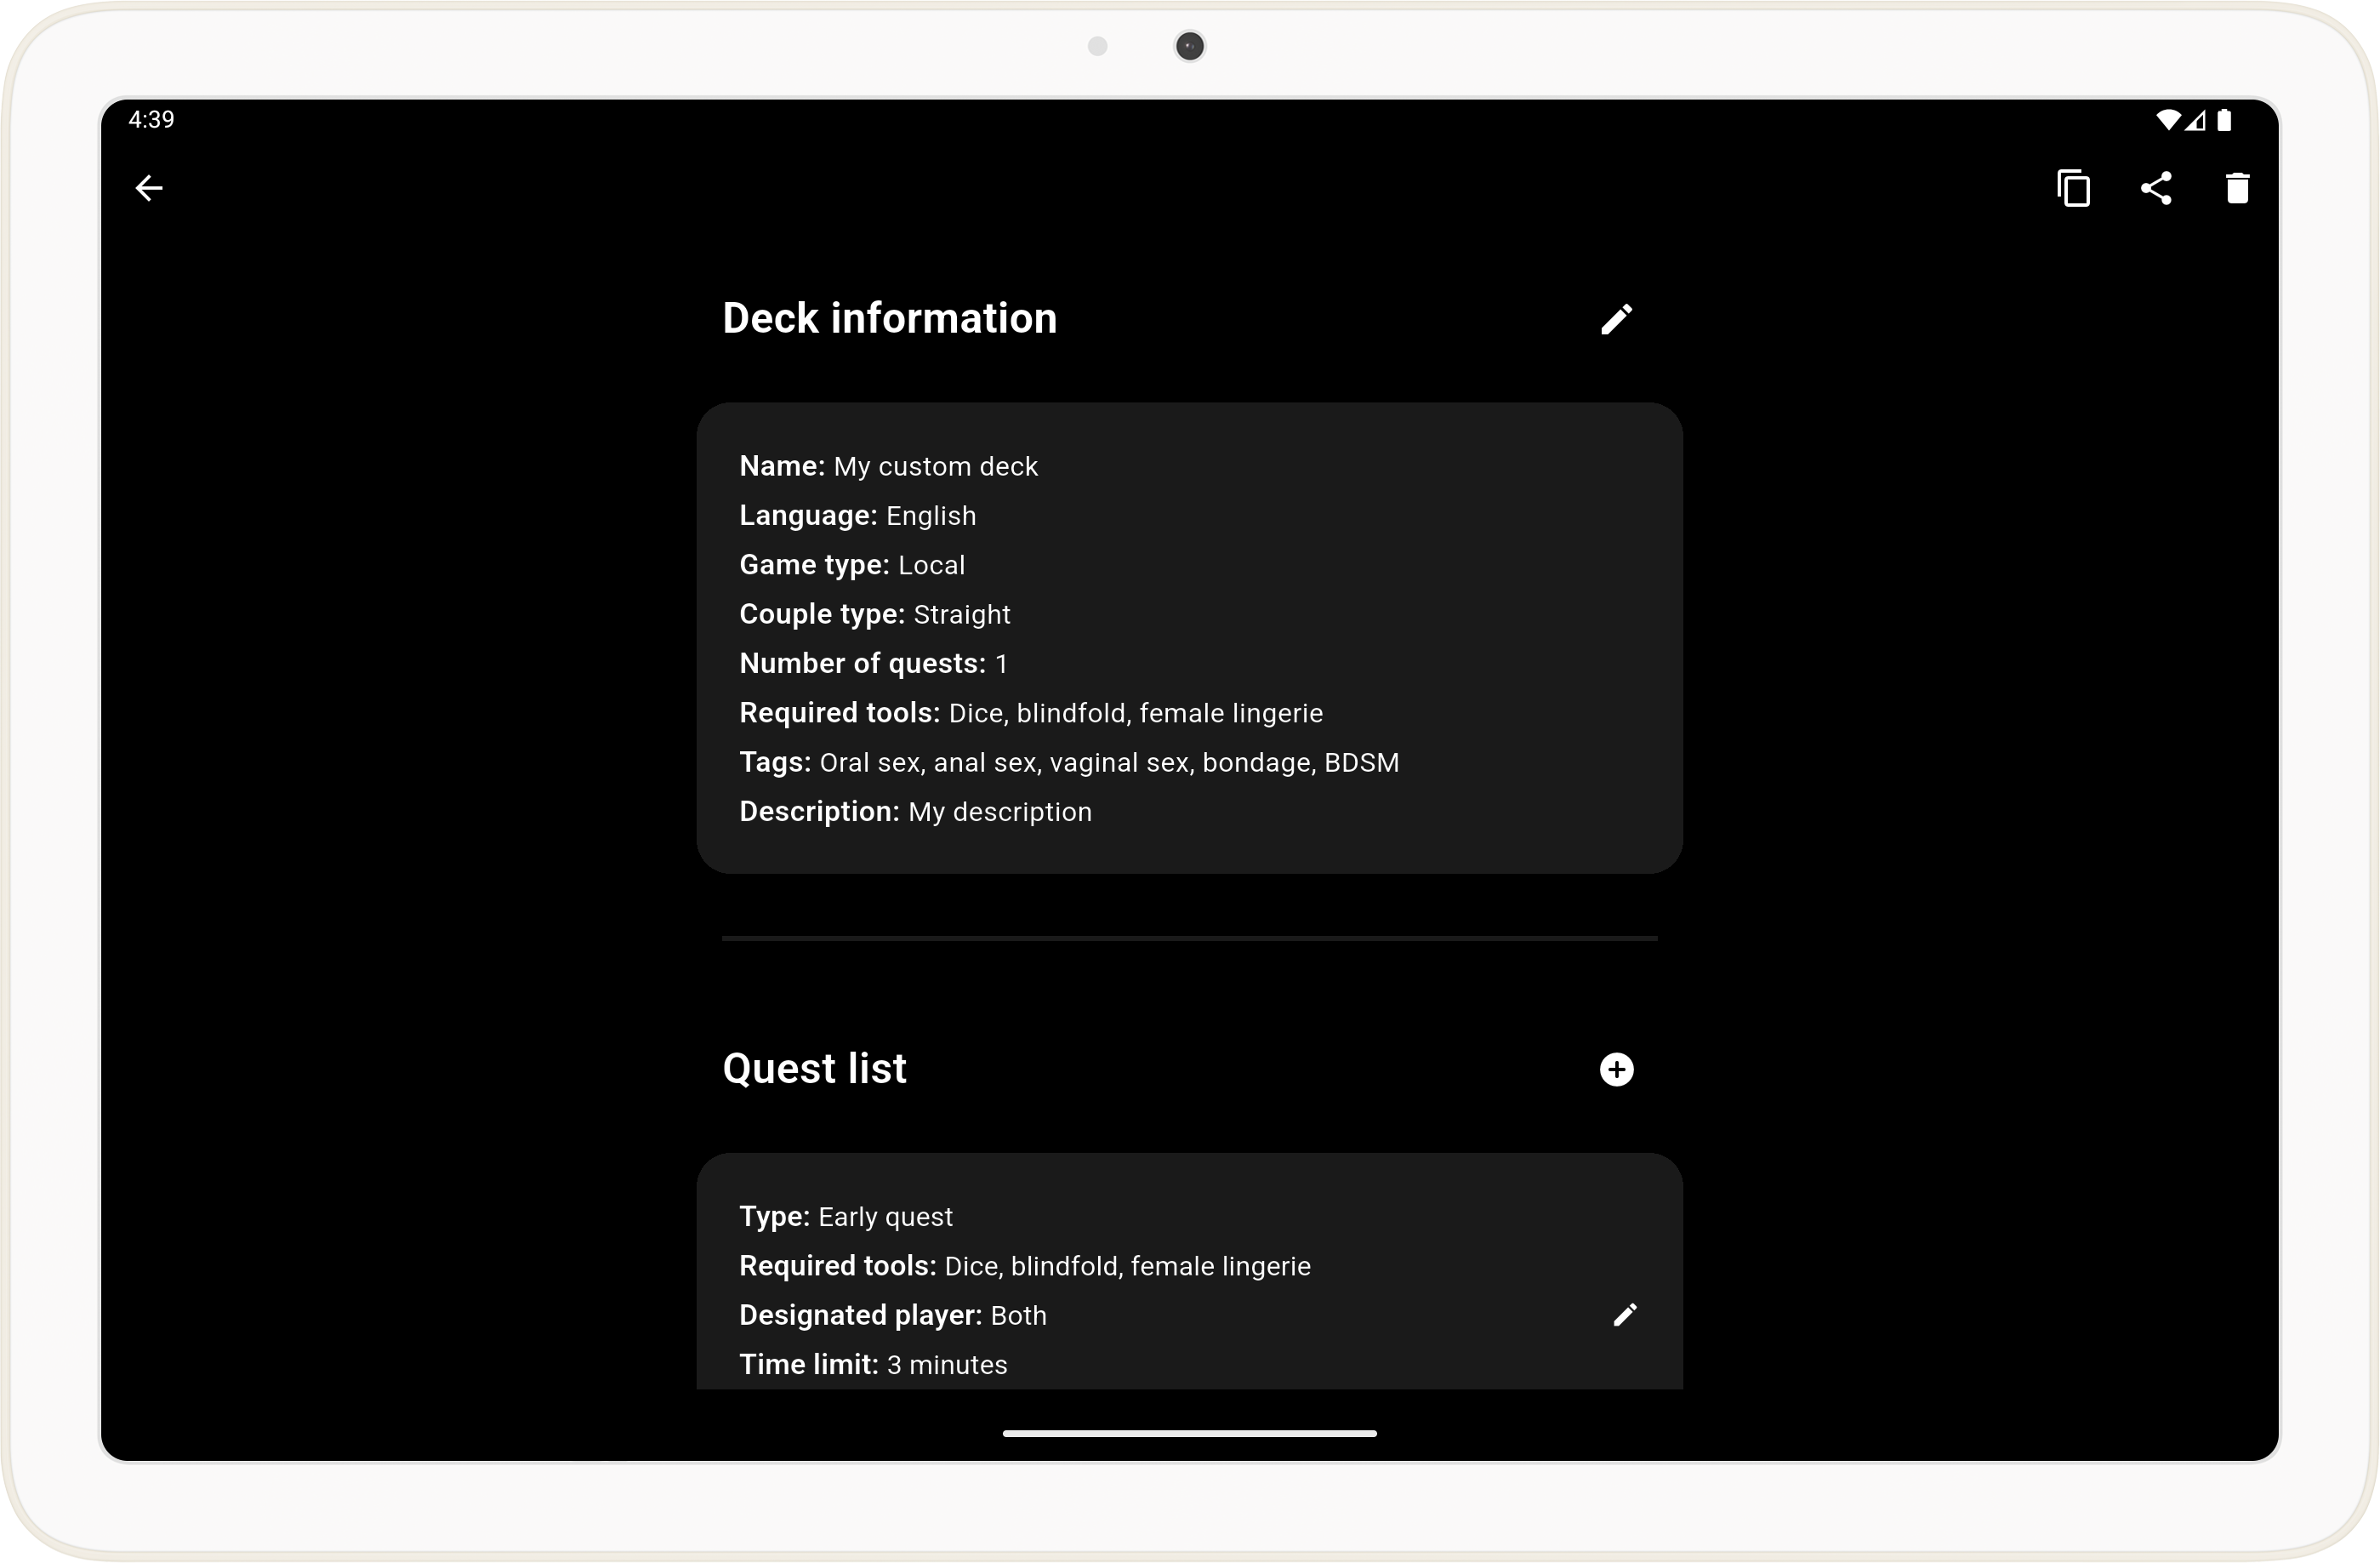 4:39
Deck information
Name: My custom deck
Language: English
Game type: Local
Couple type: Straight
Number of quests: 1
Required tools: Dice, blindfold, female lingerie
Tags: Oral sex, anal sex, vaginal sex, bondage, BDSM
Description: My description
Quest list
Type: Early quest
Required tools: Dice, blindfold, female lingerie
Designated player: Both
Time limit: 3 minutes